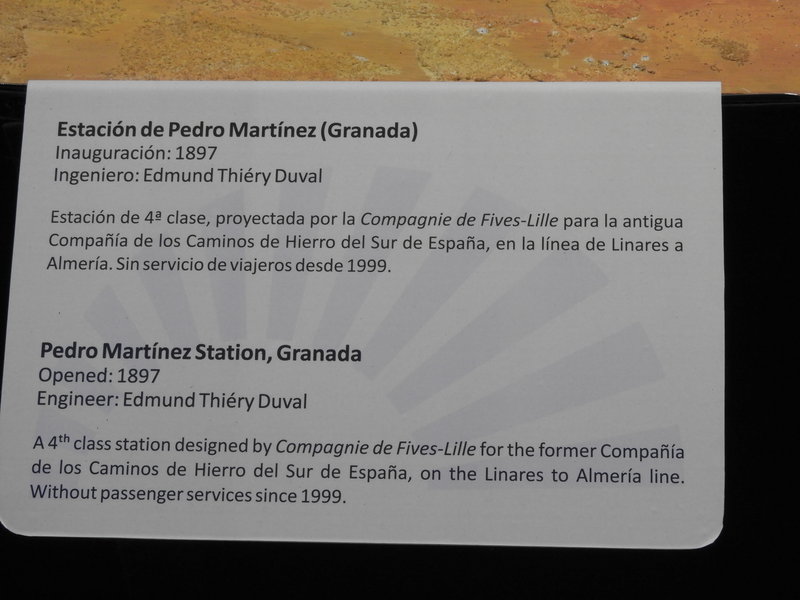 Estación de Pedro Martínez (Granada)
Inauguración: 1897
Ingeniero: Edmund Thiéry Duval
Estación de 4ª clase, proyectada por la Compagnie de Fives-Lille para la antigua
Compañía de los Caminos de Hierro del Sur de España, en la línea de Linares a
Almería. Sin servicio de viajeros desde 1999.
Pedro Martínez Station, Granada
Opened: 1897
Engineer: Edmund Thiéry Duval
A 4th class station designed by Compagnie de Fives-Lille for the former Compañía
de los Caminos de Hierro del Sur de España, on the Linares to Almería line.
Without passenger services since 1999.